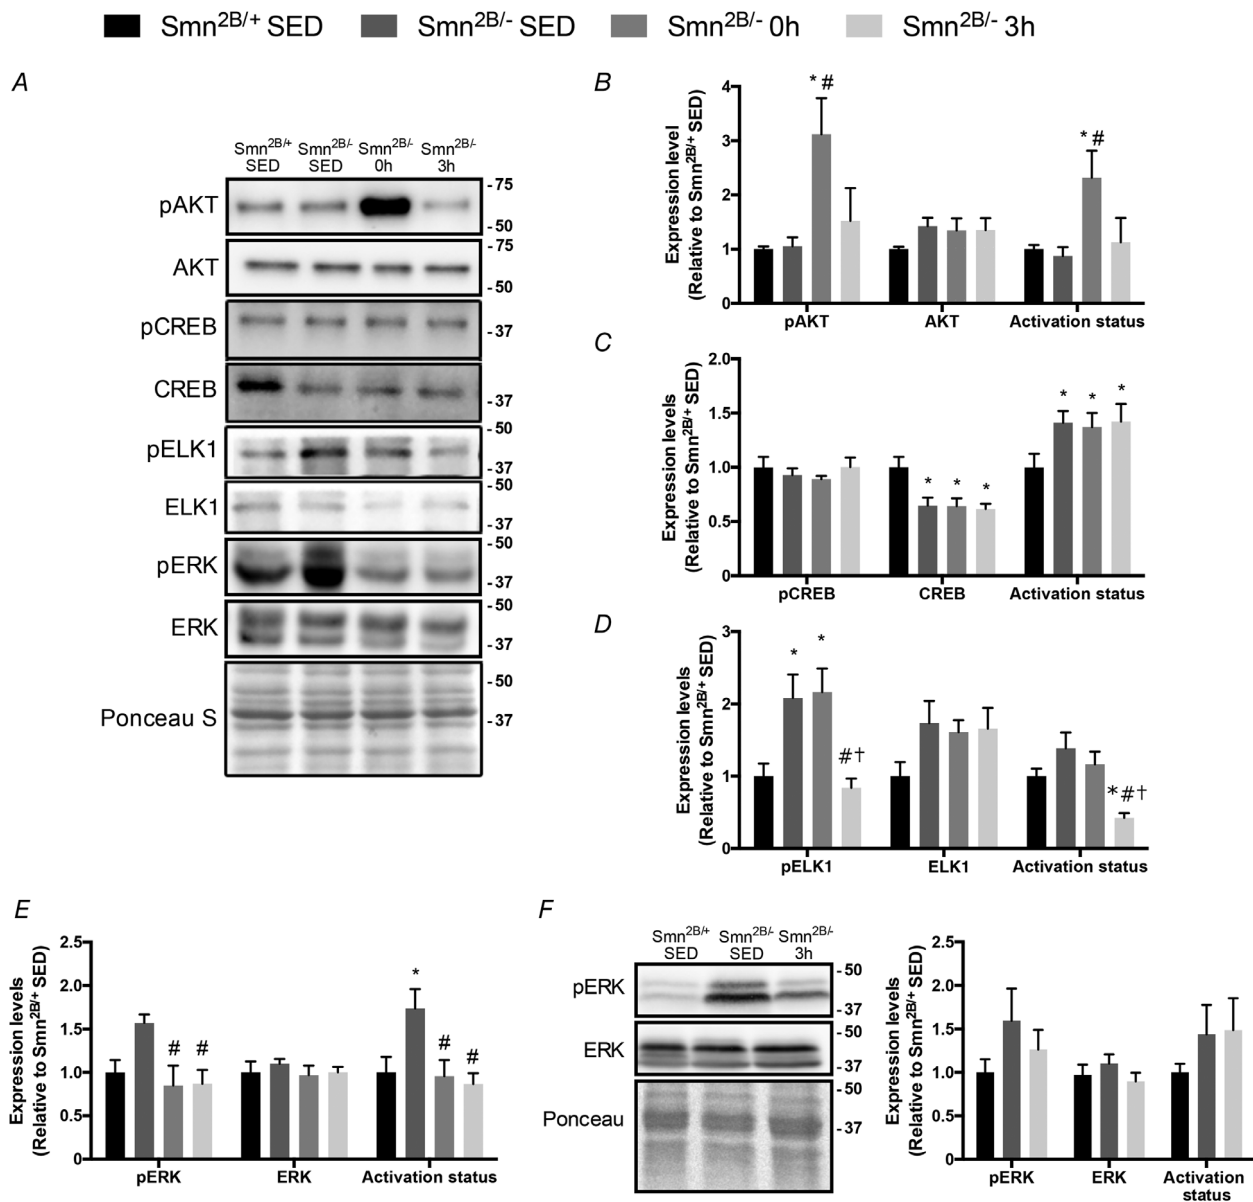 Smn2B/+ SED Smn2B/- SED Smn2B/- 0h Smn2B/- 3h
A
Smn2B/+ Smn2B/- Smn2B/- Smn2B/-
SED SED 0h 3h
pAKT
-75
-50
AKT
-75
-50
pCREB
-37
CREB
-37
pELK1
-50
-37
ELK1
-50
-37
pERK
-50
-37
ERK
-50
-37
Ponceau S
-50
-37
B
Expression level
(Relative to Smn2B/+ SED)
4
3
2
1
0
*#
*#
pAKT AKT Activation status
C
Expression levels
(Relative to Smn2B/+ SED)
2.0
1.5
1.0
0.5
0
* * *
* * *
pCREB CREB Activation status
D
Expression levels
(Relative to Smn2B/+ SED)
3
2
1
0
* *
#†
*#†
pELK1 ELK1 Activation status
E
Expression levels
(Relative to Smn2B/+ SED)
2.5
2.0
1.5
1.0
0.5
0
# #
*
# #
pERK ERK Activation status
F
Smn2B/+ Smn2B/- Smn2B/-
SED SED 3h
pERK
-50
-37
ERK
-50
-37
Ponceau
-50
-37
Expression levels
(Relative to Smn2B/+ SED)
2.5
2.0
1.5
1.0
0.5
0
pERK ERK Activation
status